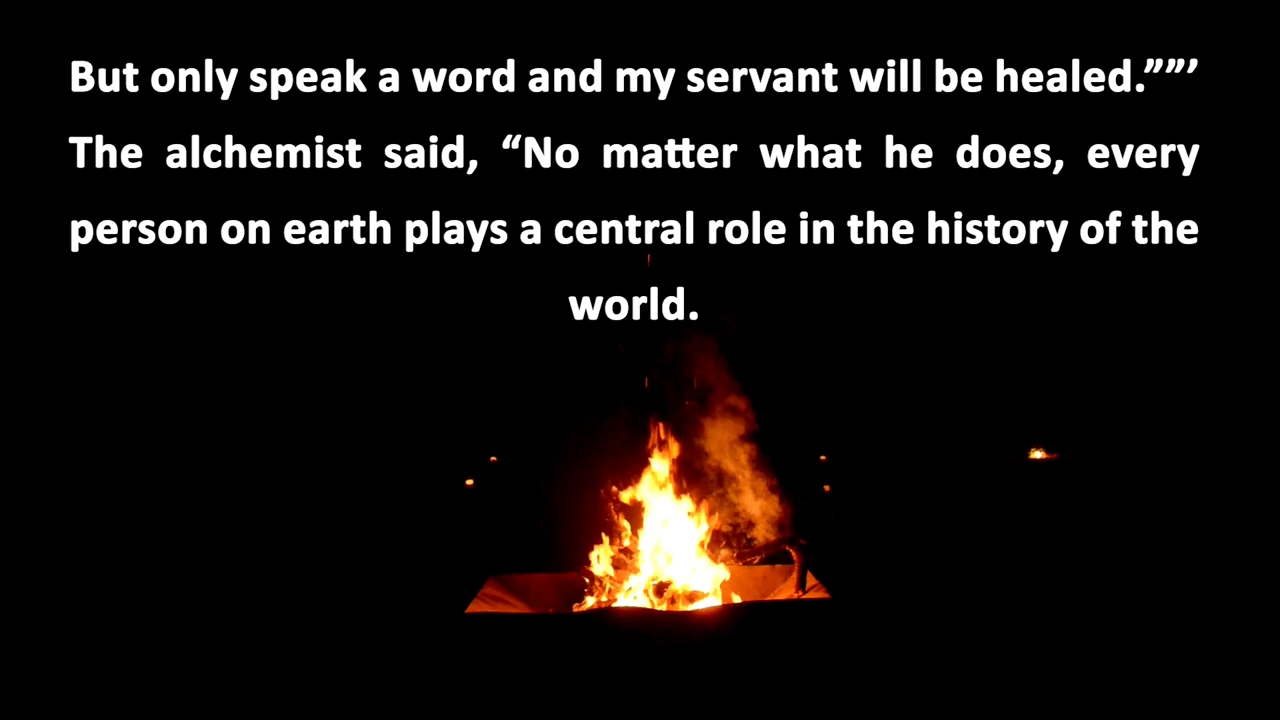 But only speak a word and my servant will be healed.”””’
The alchemist said, “No matter what he does, every
person on earth plays a central role in the history of the
world.